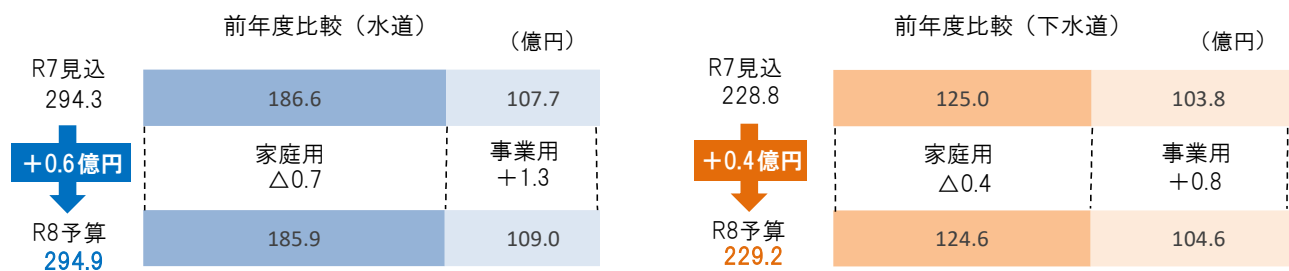 前年度比較（水道）
（億円）
R7見込
294.3
186.6
107.7
＋0.6億円
家庭用
△0.7
事業用
＋1.3
R8予算
294.9
185.9
109.0
前年度比較（下水道）
（億円）
R7見込
228.8
125.0
103.8
＋0.4億円
家庭用
△0.4
事業用
＋0.8
R8予算
229.2
124.6
104.6